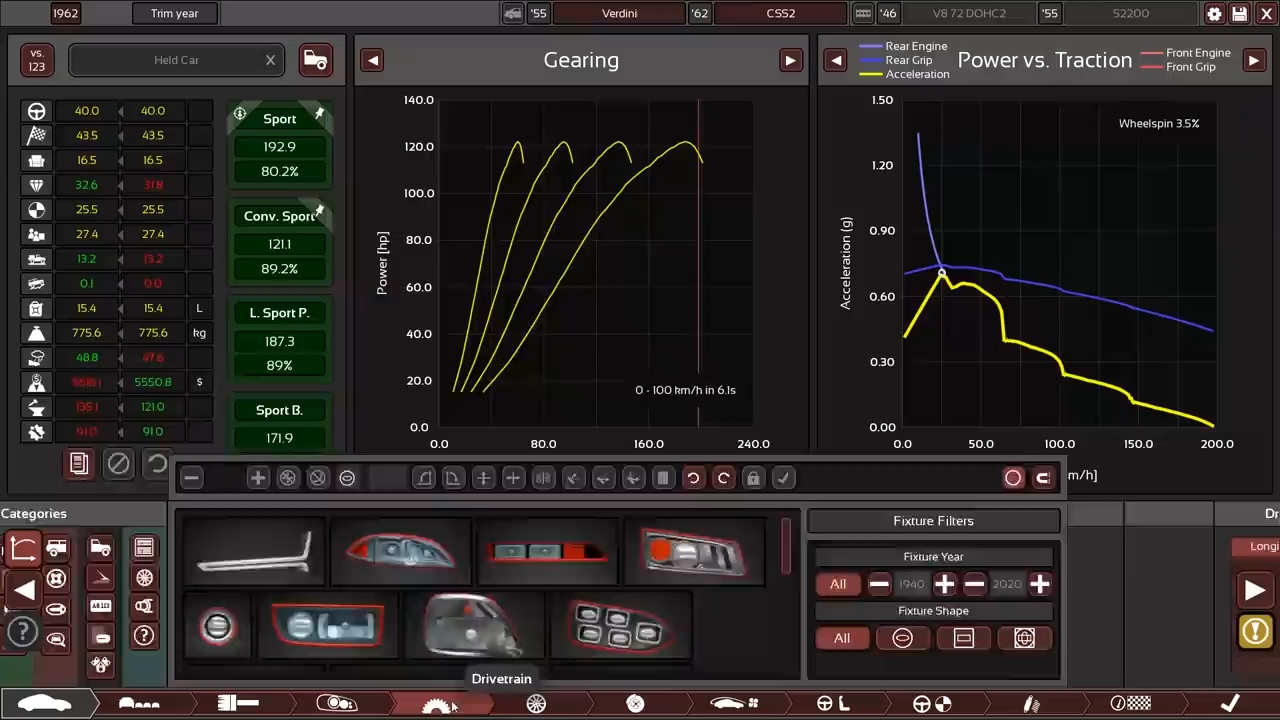 1962 Trim year '55 Verdini '62 CSS2 '46 V8 72 DOHC2 '55 S2200
vs. 123
Held Car X
40.0 40.0
43.5 43.5
16.5 16.5
32.6 31.8
25.5 25.5
27.4 27.4
13.2 13.2
0.1 0.0
15.4 15.4 L
775.6 775.6 kg
48.8 47.6
5550.8 $
135.1 121.0
91.0 91.0
Sport
192.9
80.2%
Conv. Sport
121.1
89.2%
L. Sport P.
187.3
89%
Sport B.
171.9
Gearing
140.0
120.0
100.0
80.0
60.0
40.0
20.0
0.0
Power [hp]
0 - 100 km/h in 6.1s
0.0 80.0 160.0 240.0
Rear Engine
Rear Grip
Acceleration
Power vs. Traction
Front Engine
Front Grip
1.50
1.20
0.90
0.60
0.30
0.00
Acceleration (g)
Wheelspin 3.5%
0.0 50.0 100.0 150.0 200.0
m/h]
Categories
Fixture Filters
Fixture Year
All 1940 2020
Fixture Shape
All
Dr
Longi
Drivetrain